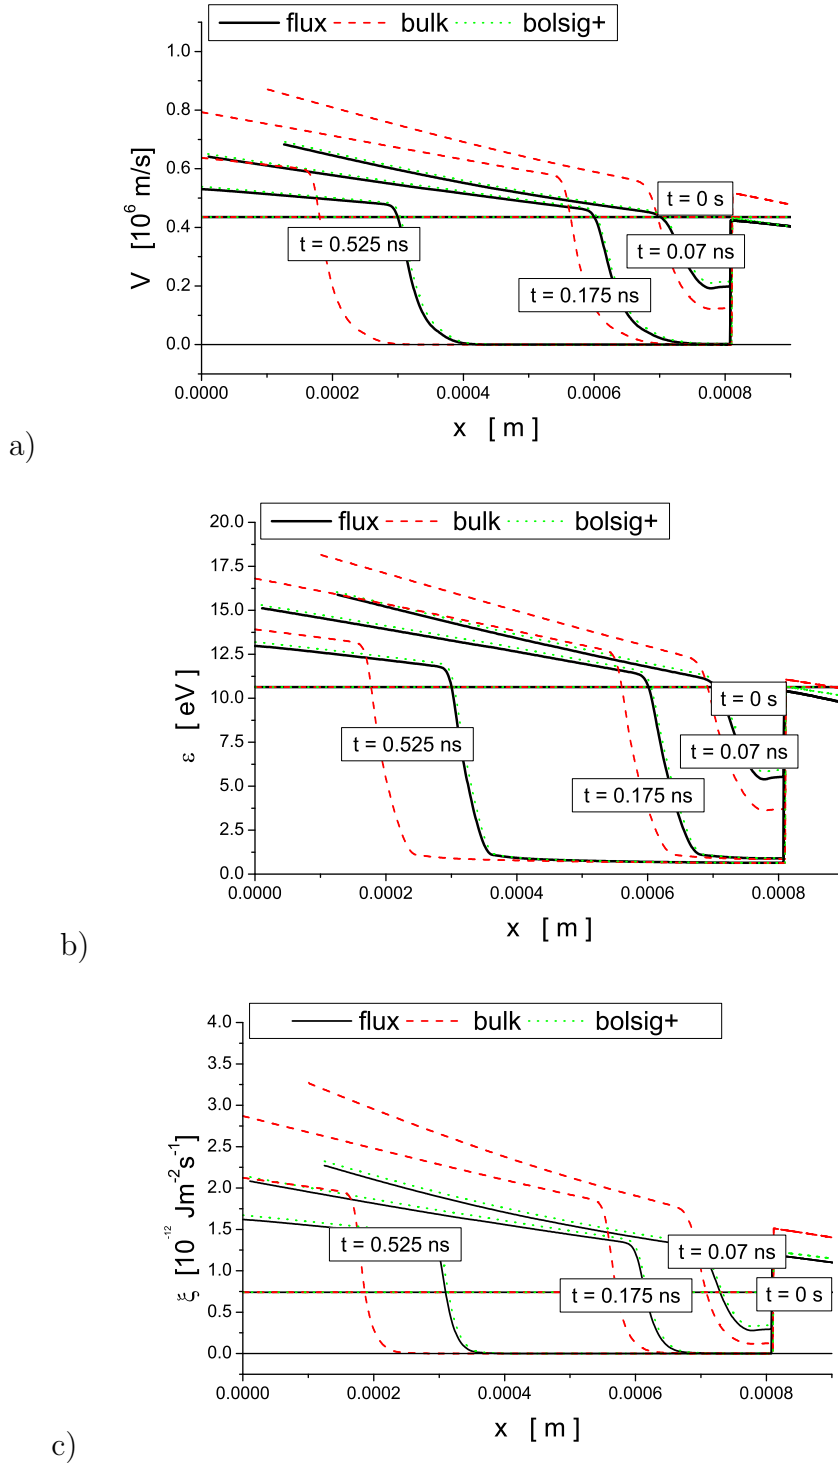 flux bulk bolsig+
1.0
0.8
0.6
0.4
0.2
0.0
V [10⁶ m/s]
t = 0 s
t = 0.525 ns
t = 0.07 ns
t = 0.175 ns
0.0000 0.0002 0.0004 0.0006 0.0008
x [ m ]
a)
flux bulk bolsig+
20.0
17.5
15.0
12.5
10.0
7.5
5.0
2.5
0.0
ε [ eV ]
t = 0 s
t = 0.525 ns
t = 0.07 ns
t = 0.175 ns
0.0000 0.0002 0.0004 0.0006 0.0008
x [ m ]
b)
flux bulk bolsig+
4.0
3.5
3.0
2.5
2.0
1.5
1.0
0.5
0.0
ξ [10⁻¹² Jm⁻²s⁻¹]
t = 0.525 ns
t = 0.07 ns
t = 0.175 ns
t = 0 s
0.0000 0.0002 0.0004 0.0006 0.0008
x [ m ]
c)